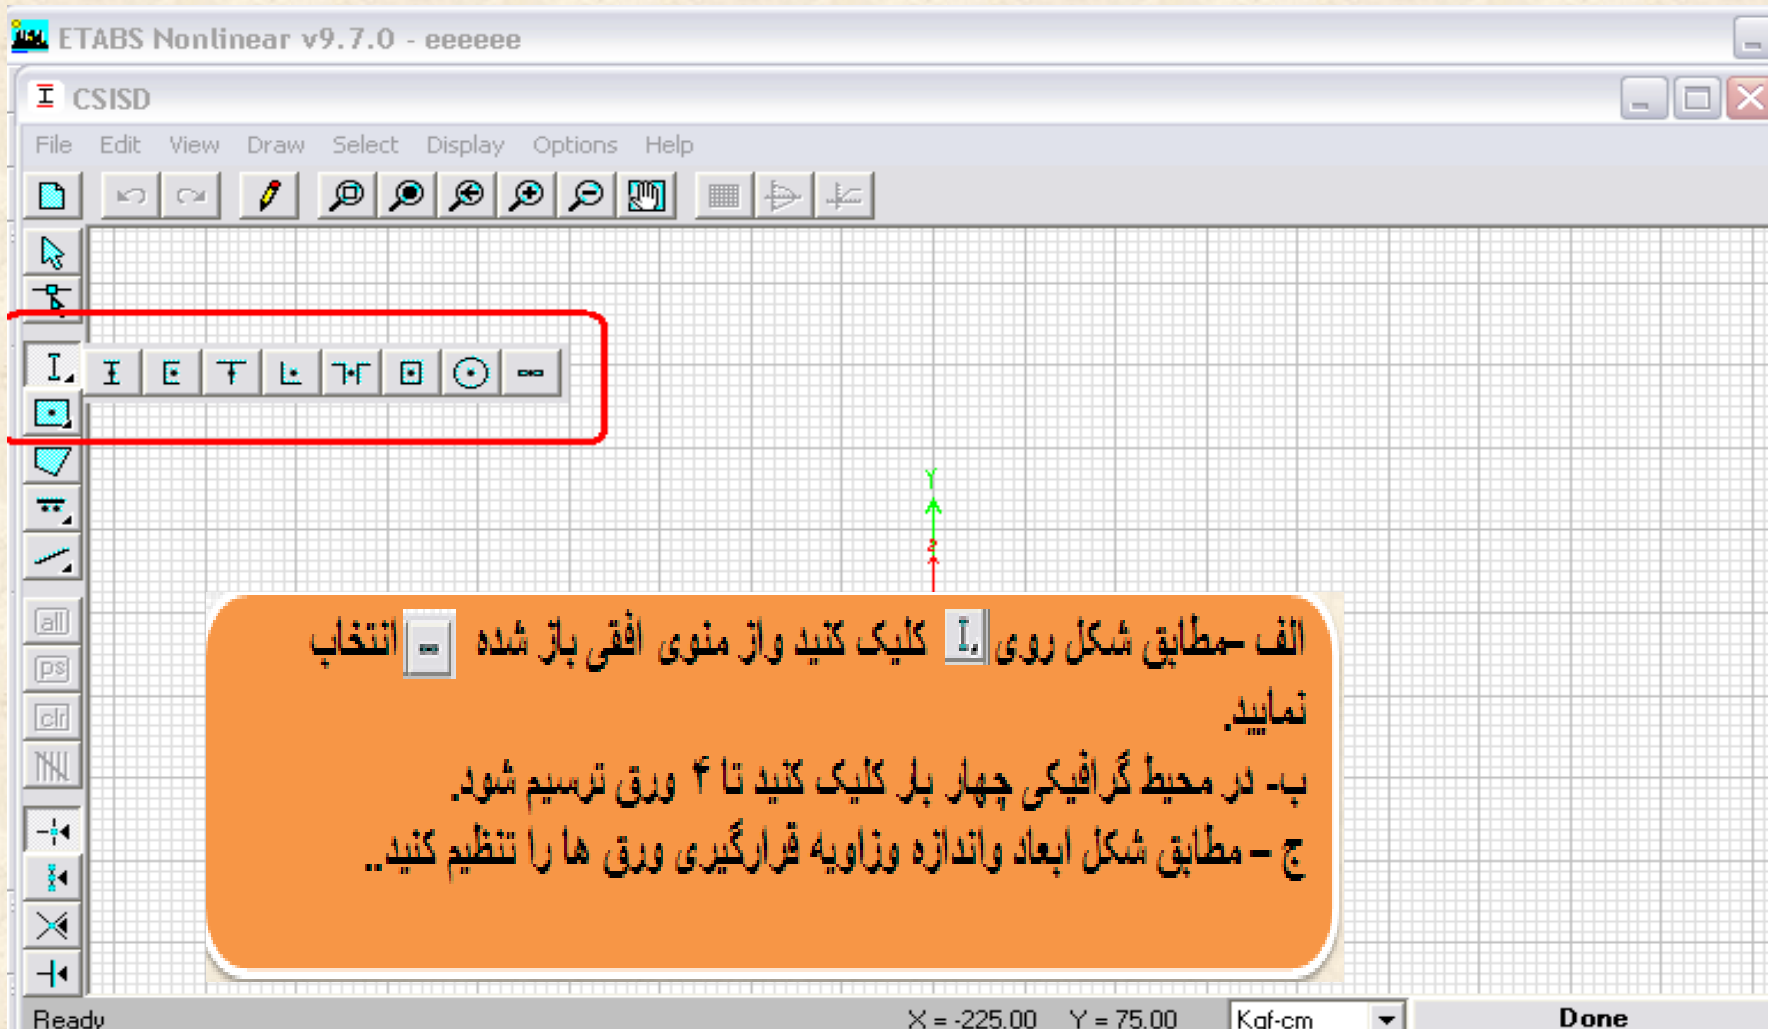 ETABS Nonlinear v9.7.0 - eeeeee
CSISD
File Edit View Draw Select Display Options Help
all
ps
clr
Y
2
الف -مطابق شکل روی کلیک کنید واز منوی افقی باز شده انتخاب
نمایید.
ب- در محیط گرافیکی چهار بار کلیک کنید تا ۴ ورق ترسیم شود.
ج – مطابق شکل ابعاد واندازه وزاویه قرارگیری ورق ها را تنظیم کنید..
Ready X = -225.00 Y = 75.00 Kgf-cm Done